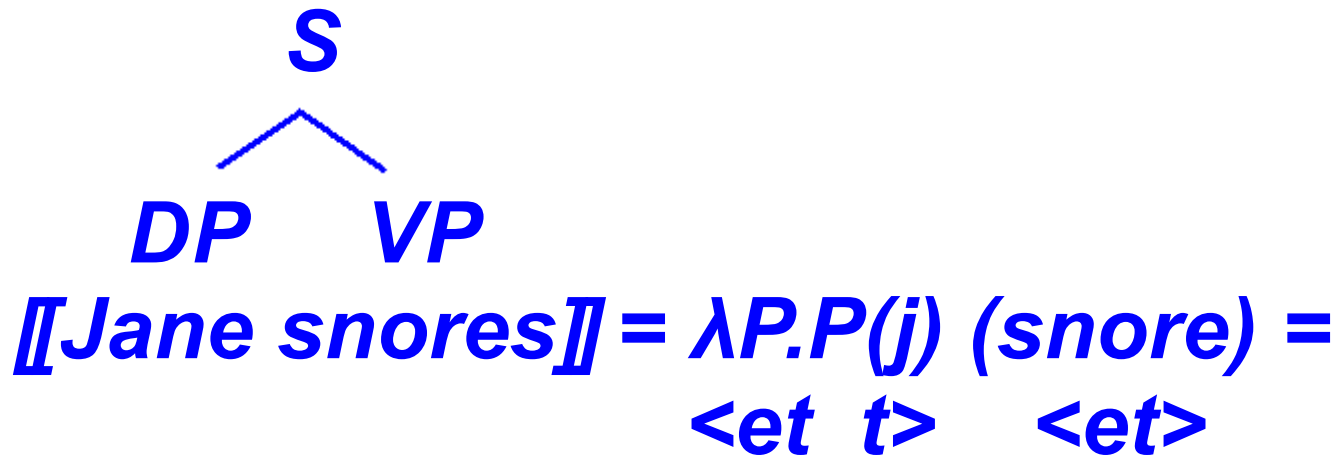 S
DP VP
⟦Jane snores⟧ = λP.P(j) (snore) =
<et t> <et>